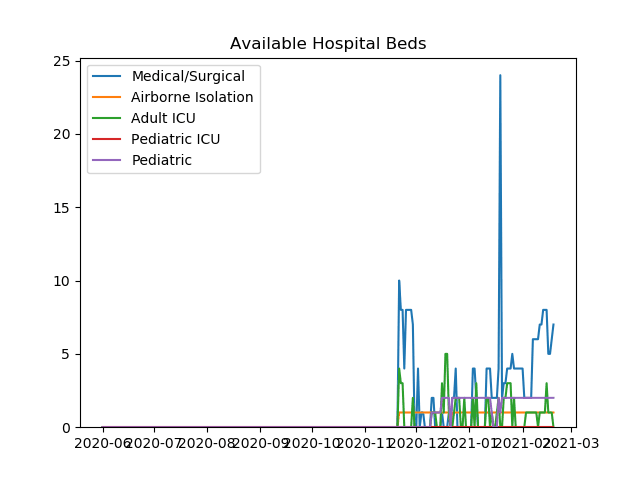 Available Hospital Beds
25
20
15
10
5
0
Medical/Surgical
Airborne Isolation
Adult ICU
Pediatric ICU
Pediatric
2020-06 2020-07 2020-08 2020-09 2020-10 2020-11 2020-12 2021-01 2021-02 2021-03